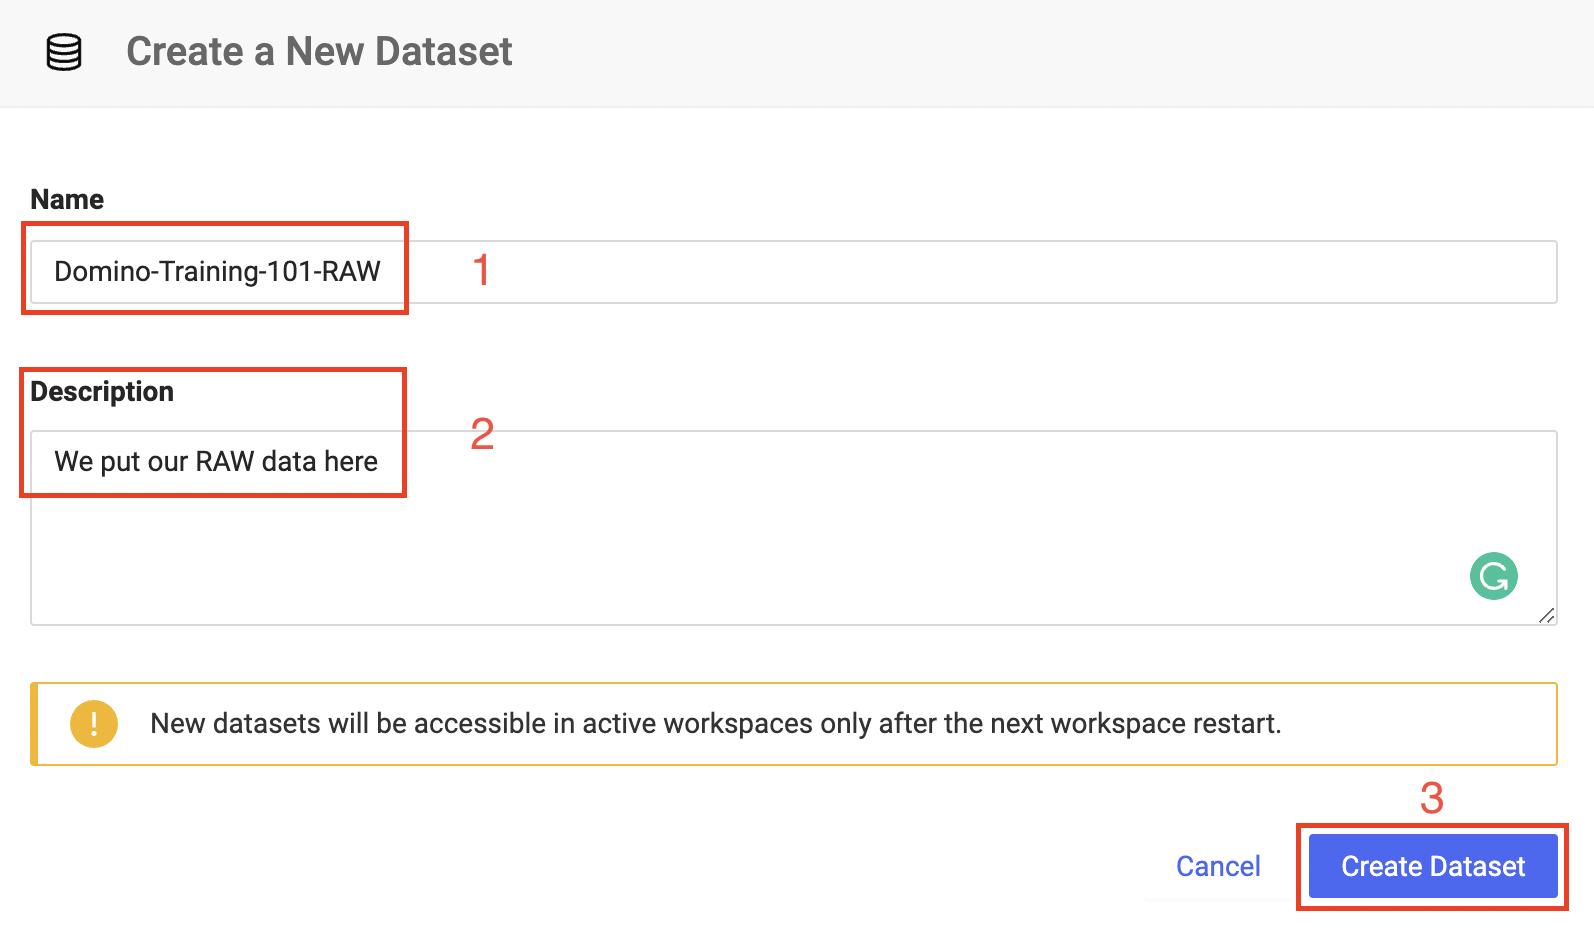 Create a New Dataset
Name
Domino-Training-101-RAW
1
Description
2
We put our RAW data here
New datasets will be accessible in active workspaces only after the next workspace restart.
3
Cancel
Create Dataset